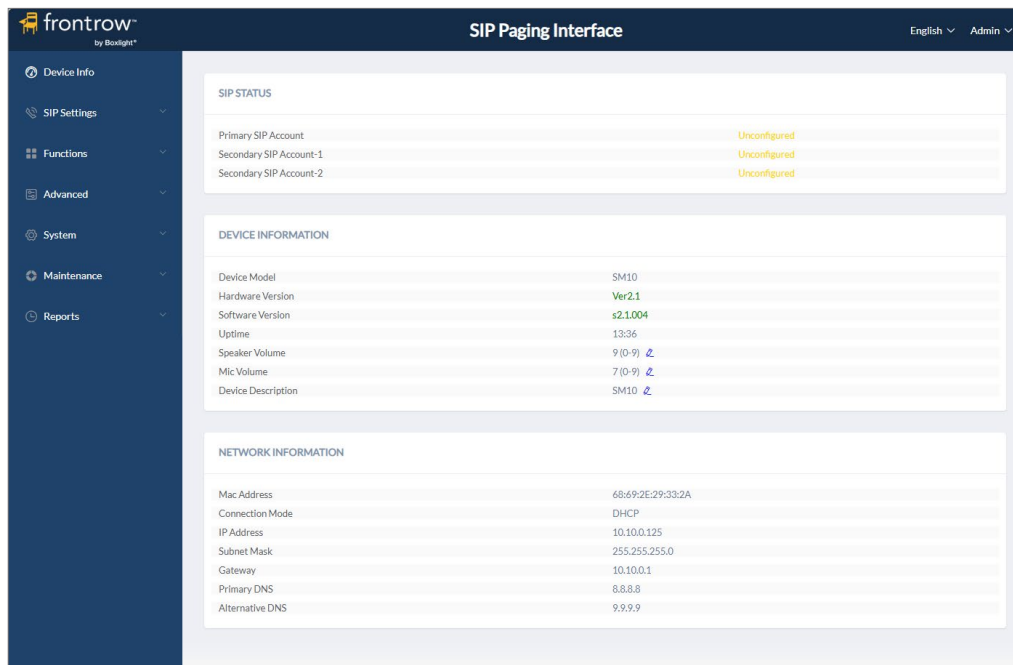 frontrow™
by Boxlight®
SIP Paging Interface
English
Admin
Device Info
SIP Settings
Functions
Advanced
System
Maintenance
Reports
SIP STATUS
Primary SIP Account Unconfigured
Secondary SIP Account-1 Unconfigured
Secondary SIP Account-2 Unconfigured
DEVICE INFORMATION
Device Model SM10
Hardware Version Ver2.1
Software Version s2.1.004
Uptime 13:36
Speaker Volume 9 (0-9)
Mic Volume 7 (0-9)
Device Description SM10
NETWORK INFORMATION
Mac Address 68:69:2E:29:33:2A
Connection Mode DHCP
IP Address 10.10.0.125
Subnet Mask 255.255.255.0
Gateway 10.10.0.1
Primary DNS 8.8.8.8
Alternative DNS 9.9.9.9